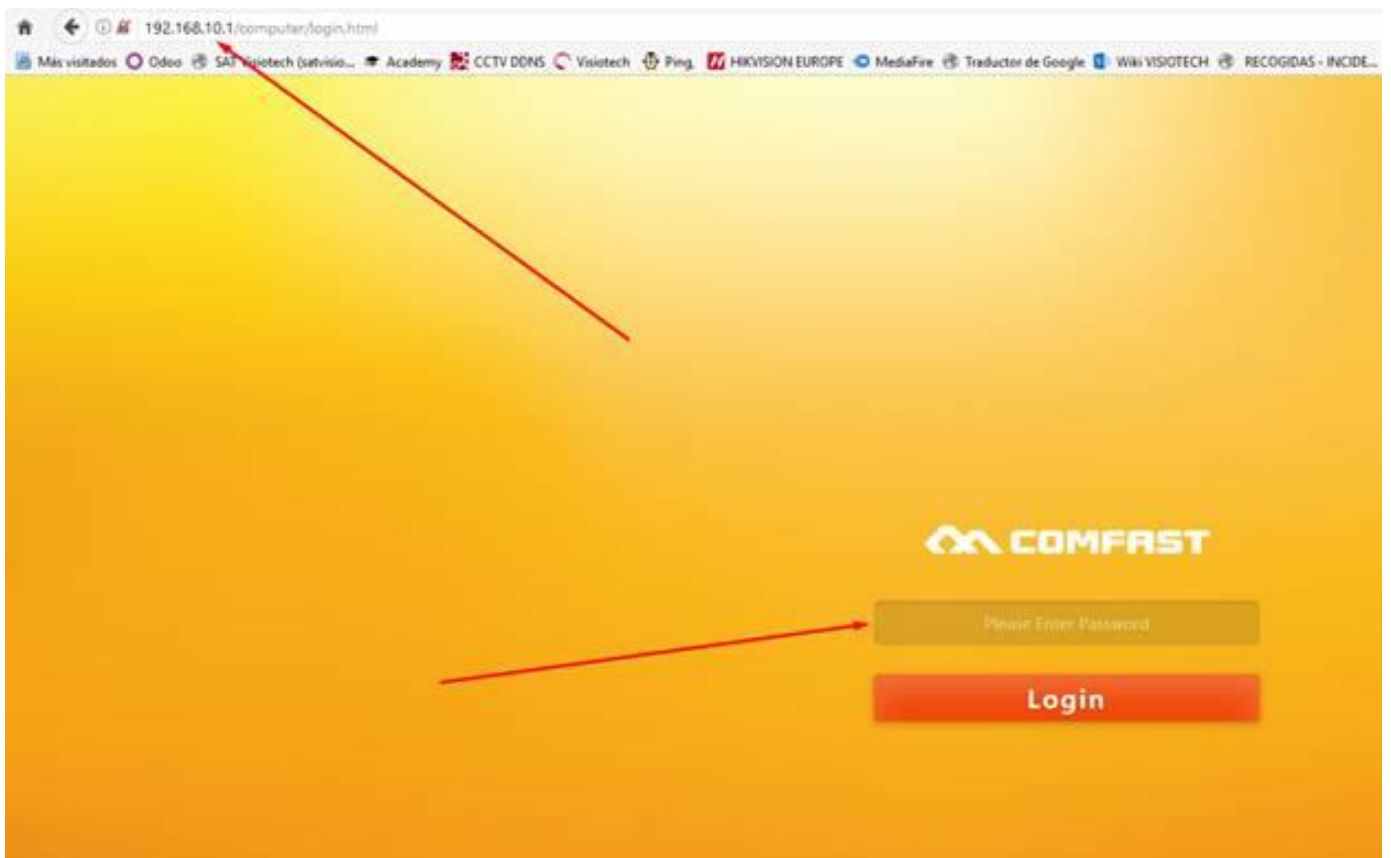 192.168.10.1/computer/login.html
Más visitados Odoo SAT Visiotech (satvisio... Academy CCTV DDNS Visiotech Ping, HIKVISION EUROPE MediaFire Traductor de Google Wiki VISIOTECH RECOGIDAS - INCIDE...
COMFAST
Please Enter Password
Login